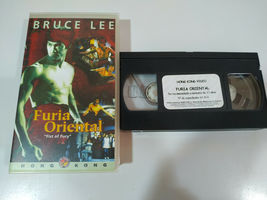 BRUCE LEE
Furia
Oriental
"Fist of Fury"
HONG KONG
HONG KONG VIDEO
FURIA ORIENTAL